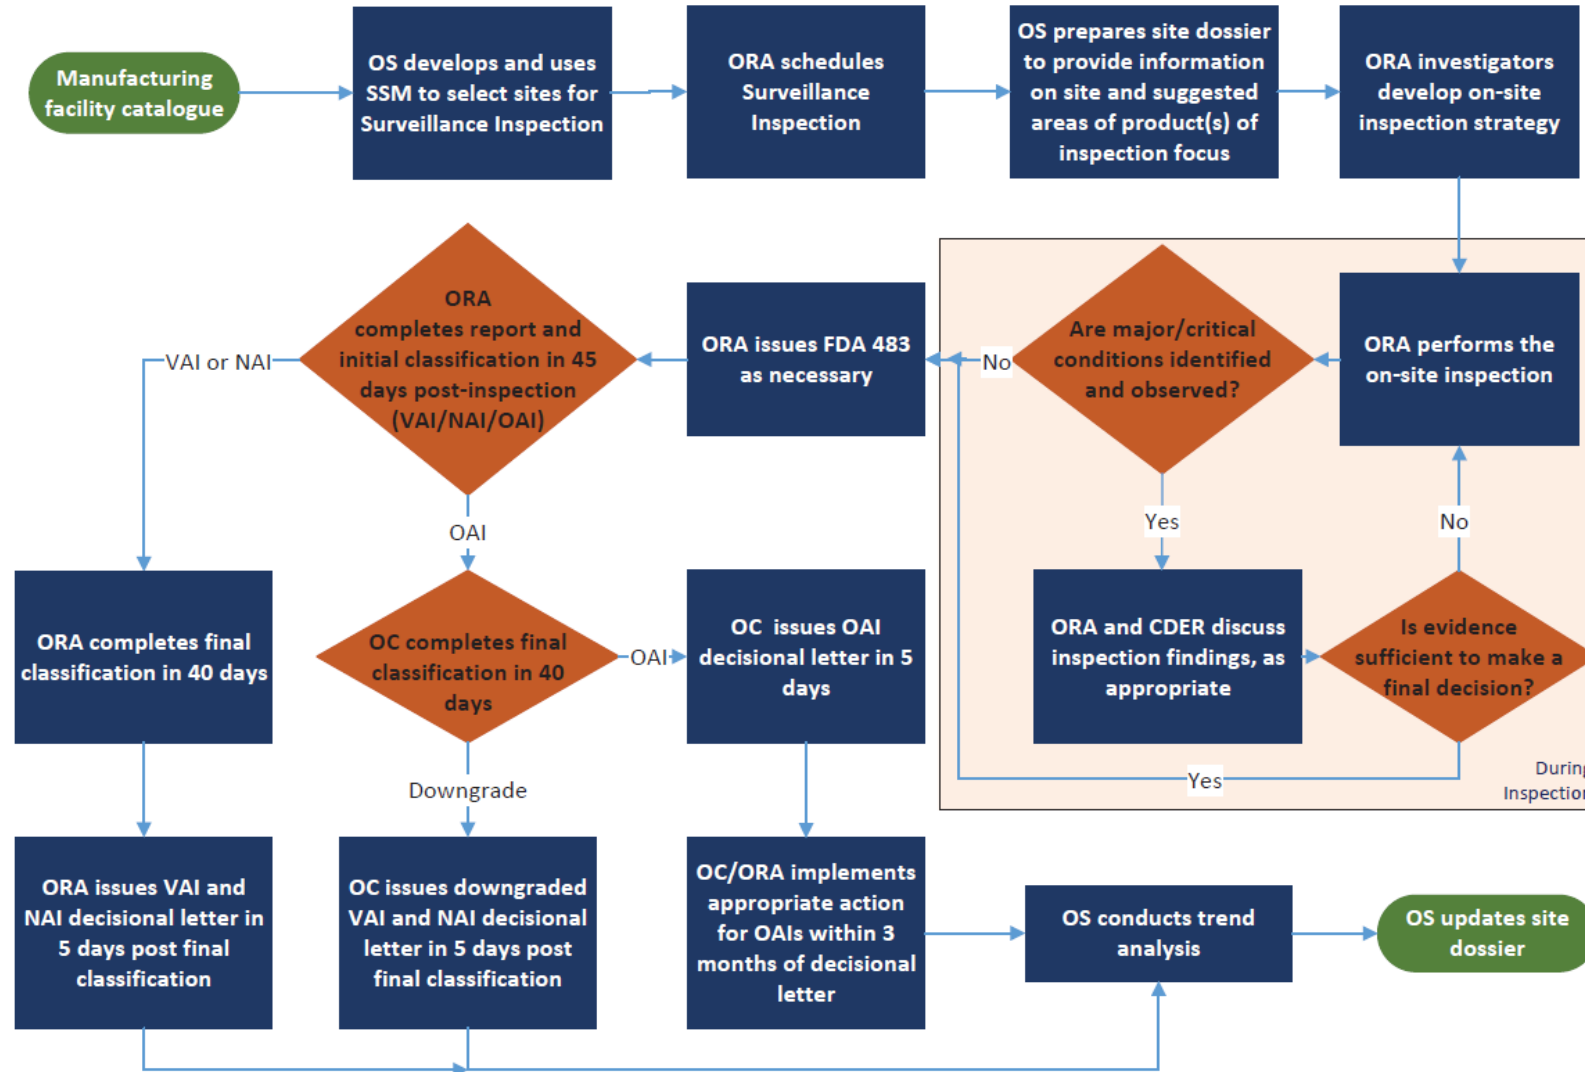 Manufacturing
facility catalogue
OS develops and uses
SSM to select sites for
Surveillance Inspection
ORA schedules
Surveillance
Inspection
OS prepares site dossier
to provide information
on site and suggested
areas of product(s) of
inspection focus
ORA investigators
develop on-site
inspection strategy
ORA
completes report and
initial classification in 45
days post-inspection
(VAI/NAI/OAI)
VAI or NAI
ORA issues FDA 483
as necessary
No
Are major/critical
conditions identified
and observed?
ORA performs the
on-site inspection
OAI
Yes
No
ORA completes final
classification in 40 days
OC completes final
classification in 40
days
OAI
OC issues OAI
decisional letter in 5
days
ORA and CDER discuss
inspection findings, as
appropriate
Is evidence
sufficient to make a
final decision?
Downgrade
Yes
During
Inspection
ORA issues VAI and
NAI decisional letter in
5 days post final
classification
OC issues downgraded
VAI and NAI decisional
letter in 5 days post
final classification
OC/ORA implements
appropriate action
for OAIs within 3
months of decisional
letter
OS conducts trend
analysis
OS updates site
dossier